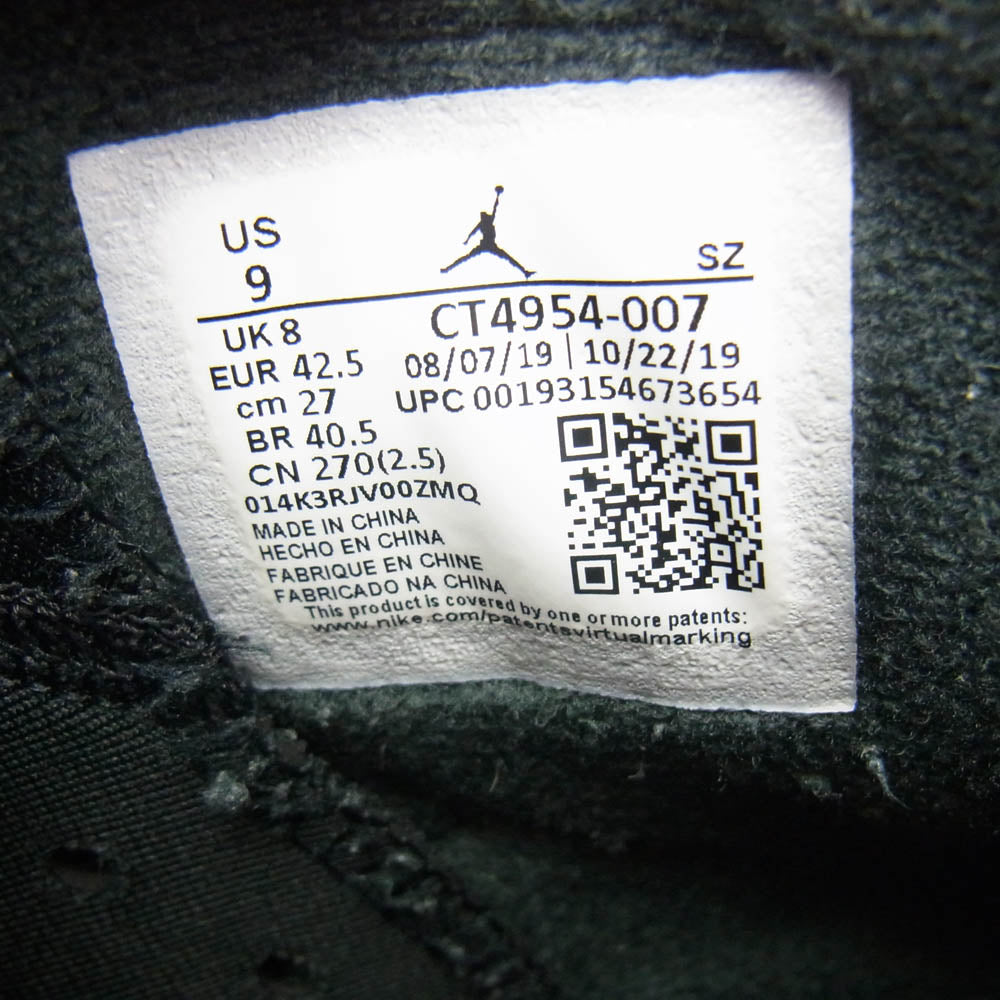 US
9
SZ
UK 8
CT4954-007
EUR 42.5
08/07/19 | 10/22/19
cm 27
UPC 00193154673654
BR 40.5
CN 270(2.5)
014K3RJV00ZMQ
MADE IN CHINA
HECHO EN CHINA
FABRIQUE EN CHINE
FABRICADO NA CHINA
This product is covered by one or more patents:
www.nike.com/patentsvirtualmarking